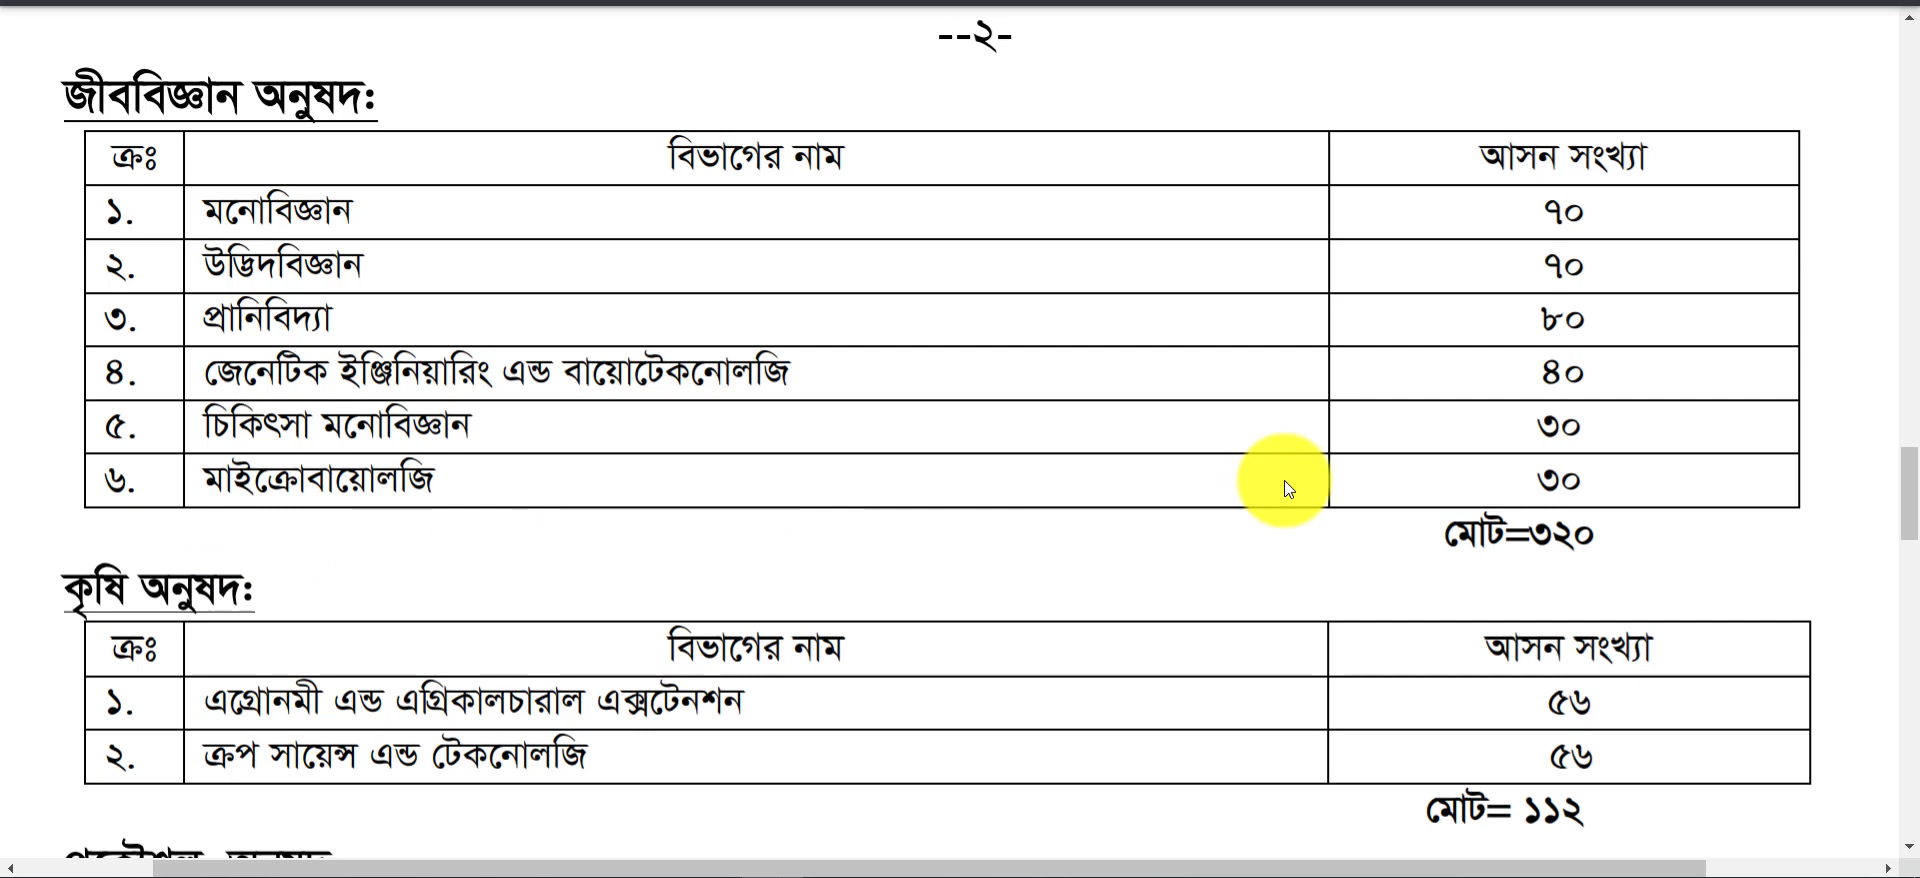 --২-
জীববিজ্ঞান অনুষদ:
ক্রঃ বিভাগের নাম আসন সংখ্যা
১. মনোবিজ্ঞান ৭০
২. উদ্ভিদবিজ্ঞান ৭০
৩. প্রানিবিদ্যা ৮০
৪. জেনেটিক ইঞ্জিনিয়ারিং এন্ড বায়োটেকনোলজি ৪০
৫. চিকিৎসা মনোবিজ্ঞান ৩০
৬. মাইক্রোবায়োলজি ৩০
মোট=৩২০
কৃষি অনুষদ:
ক্রঃ বিভাগের নাম আসন সংখ্যা
১. এগ্রোনমী এন্ড এগ্রিকালচারাল এক্সটেনশন ৫৬
২. ক্রপ সায়েন্স এন্ড টেকনোলজি ৫৬
মোট= ১১২